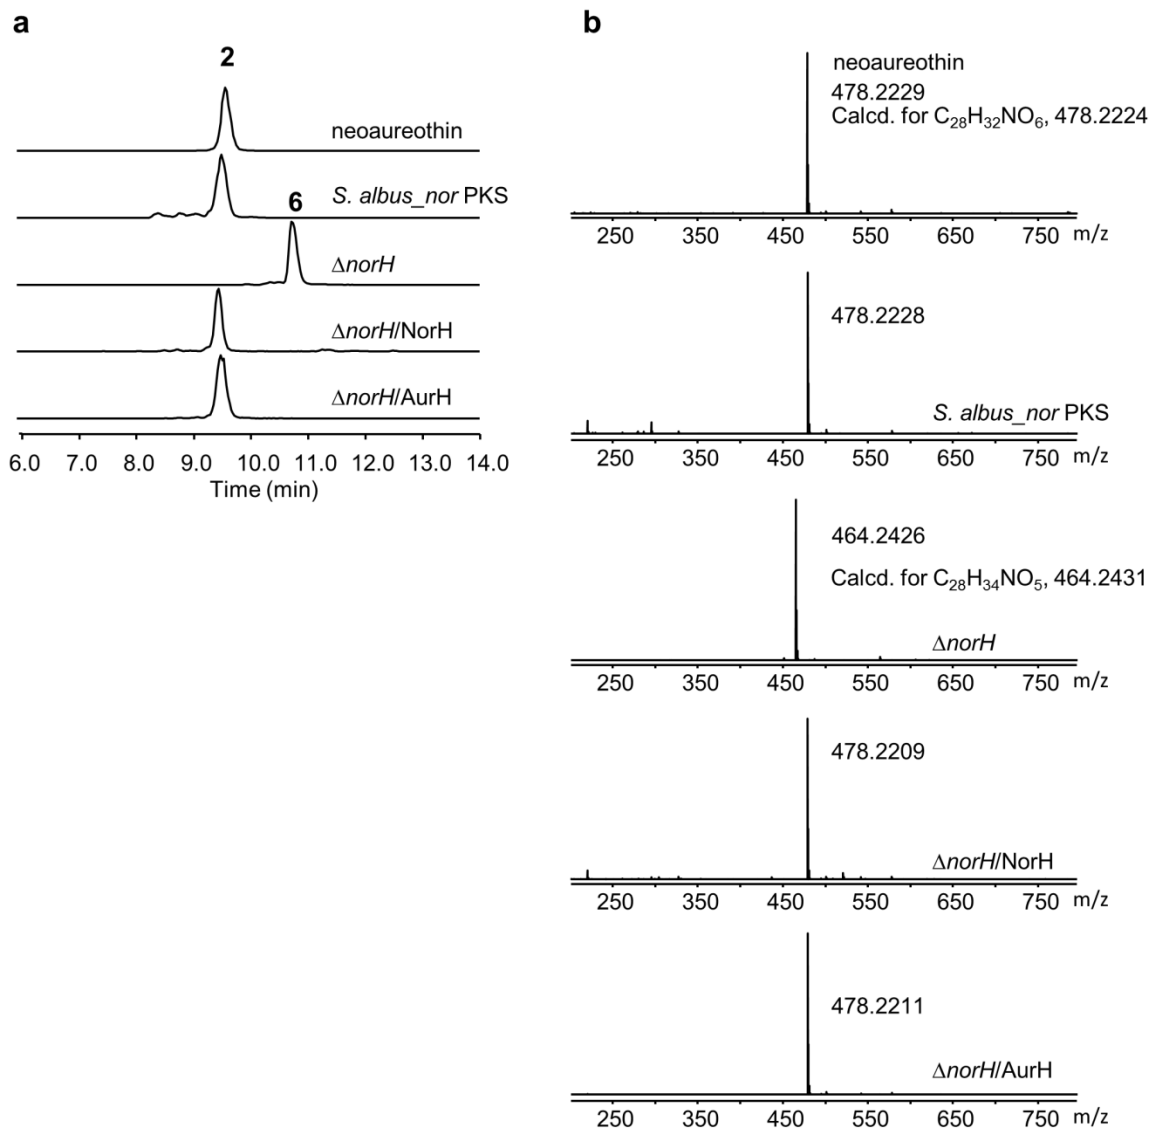 a
2
neoaureothin
S. albus_nor PKS
6
ΔnorH
ΔnorH/NorH
ΔnorH/AurH
6.0 7.0 8.0 9.0 10.0 11.0 12.0 13.0 14.0
Time (min)
b
neoaureothin
478.2229
Calcd. for C₂₈H₃₂NO₆, 478.2224
250 350 450 550 650 750 m/z
478.2228
S. albus_nor PKS
250 350 450 550 650 750 m/z
464.2426
Calcd. for C₂₈H₃₄NO₅, 464.2431
ΔnorH
250 350 450 550 650 750 m/z
478.2209
ΔnorH/NorH
250 350 450 550 650 750 m/z
478.2211
ΔnorH/AurH
250 350 450 550 650 750 m/z